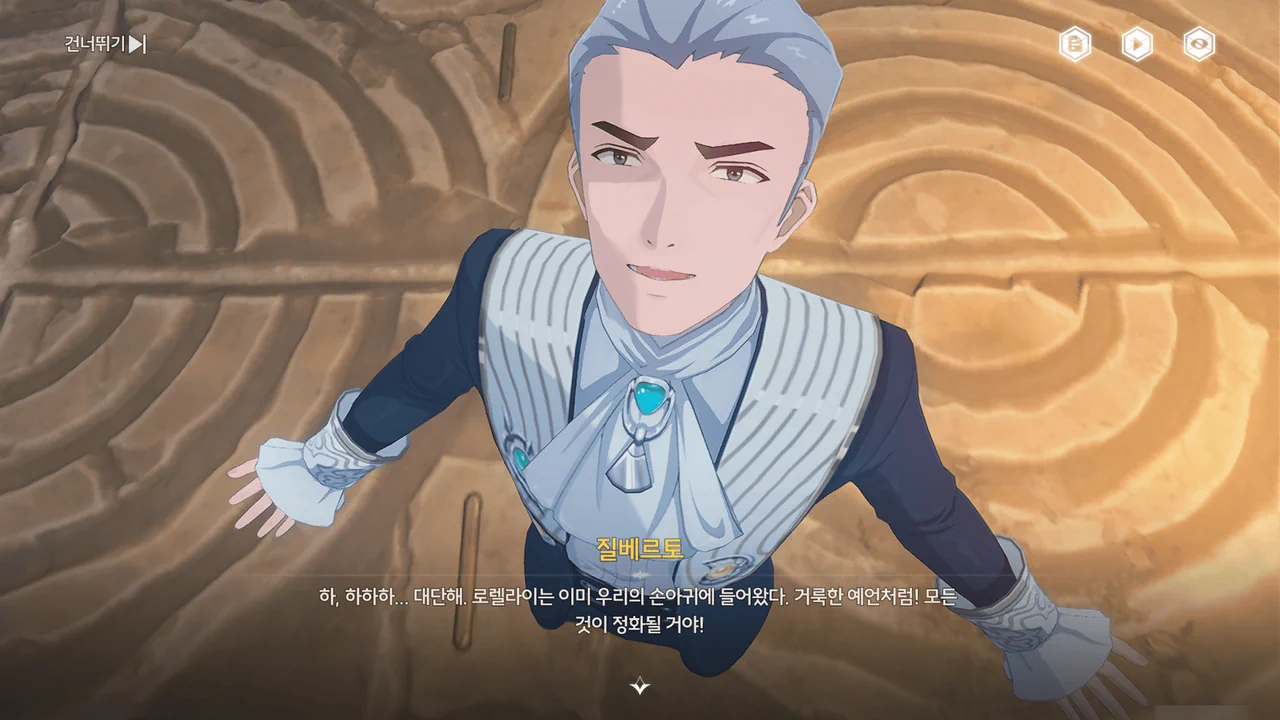 건너뛰기
질베르토
하, 하하하... 대단해. 로렐라이는 이미 우리의 손아귀에 들어왔다. 거룩한 예언처럼! 모든
것이 정화될 거야!